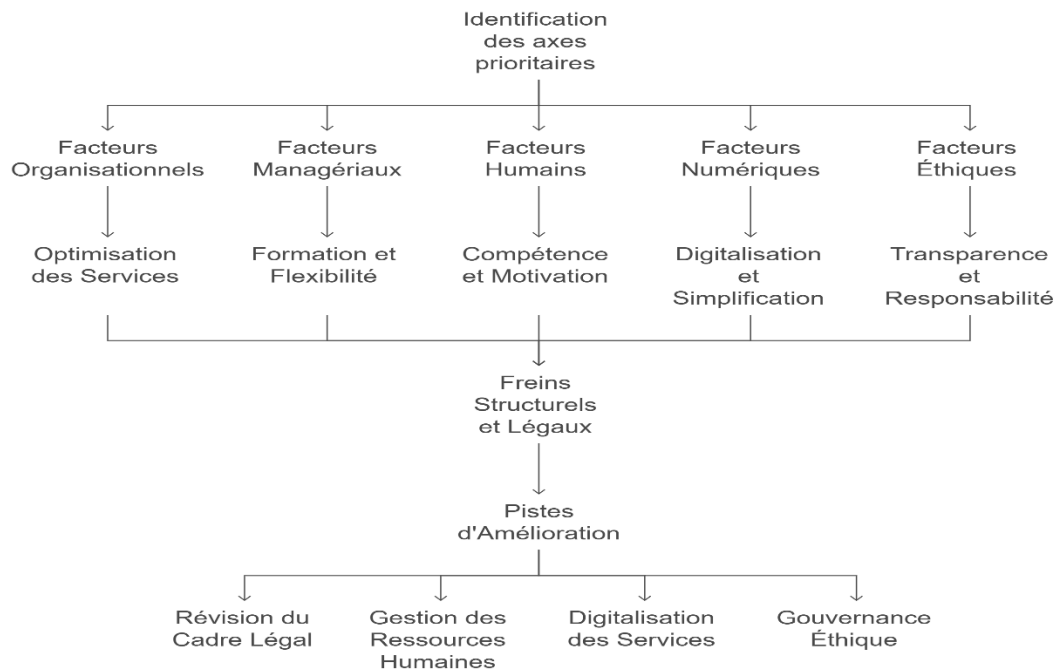 Identification
des axes
prioritaires
Facteurs
Organisationnels
Facteurs
Managériaux
Facteurs
Humains
Facteurs
Numériques
Facteurs
Éthiques
Optimisation
des Services
Formation et
Flexibilité
Compétence
et Motivation
Digitalisation
et
Simplification
Transparence
et
Responsabilité
Freins
Structurels
et Légaux
Pistes
d'Amélioration
Révision du
Cadre Légal
Gestion des
Ressources
Humaines
Digitalisation
des Services
Gouvernance
Éthique